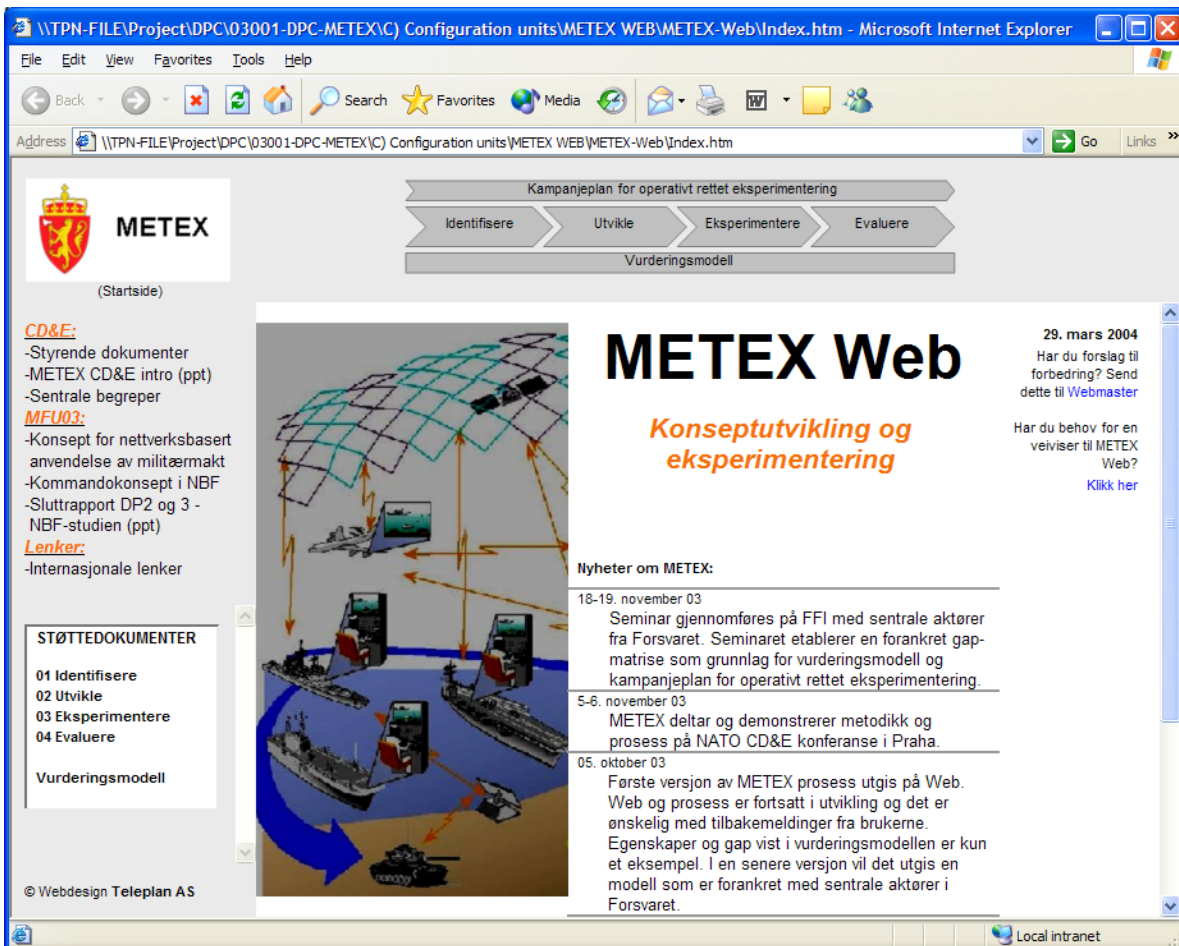 \\TPN-FILE\Project\DPC\03001-DPC-METEX\C) Configuration units\METEX WEB\METEX-Web\Index.htm - Microsoft Internet Explorer
File Edit View Favorites Tools Help
Back Search Favorites Media
Address \\TPN-FILE\Project\DPC\03001-DPC-METEX\C) Configuration units\METEX WEB\METEX-Web\Index.htm Go Links »
METEX
(Startside)
Kampanjeplan for operativt rettet eksperimentering
Identifisere Utvikle Eksperimentere Evaluere
Vurderingsmodell
CD&E:
-Styrende dokumenter
-METEX CD&E intro (ppt)
-Sentrale begreper
MFU03:
-Konsept for nettverksbasert
anvendelse av militærmakt
-Kommandokonsept i NBF
-Sluttrapport DP2 og 3 -
NBF-studien (ppt)
Lenker:
-Internasjonale lenker
STØTTEDOKUMENTER
01 Identifisere
02 Utvikle
03 Eksperimentere
04 Evaluere
Vurderingsmodell
© Webdesign Teleplan AS
METEX Web
Konseptutvikling og
eksperimentering
Nyheter om METEX:
18-19. november 03
Seminar gjennomføres på FFI med sentrale aktører
fra Forsvaret. Seminaret etablerer en forankret gap-
matrise som grunnlag for vurderingsmodell og
kampanjeplan for operativt rettet eksperimentering.
5-6. november 03
METEX deltar og demonstrerer metodikk og
prosess på NATO CD&E konferanse i Praha.
05. oktober 03
Første versjon av METEX prosess utgis på Web.
Web og prosess er fortsatt i utvikling og det er
ønskelig med tilbakemeldinger fra brukerne.
Egenskaper og gap vist i vurderingsmodellen er kun
et eksempel. I en senere versjon vil det utgis en
modell som er forankret med sentrale aktører i
Forsvaret.
29. mars 2004
Har du forslag til
forbedring? Send
dette til Webmaster
Har du behov for en
veiviser til METEX
Web?
Klikk her
Local intranet